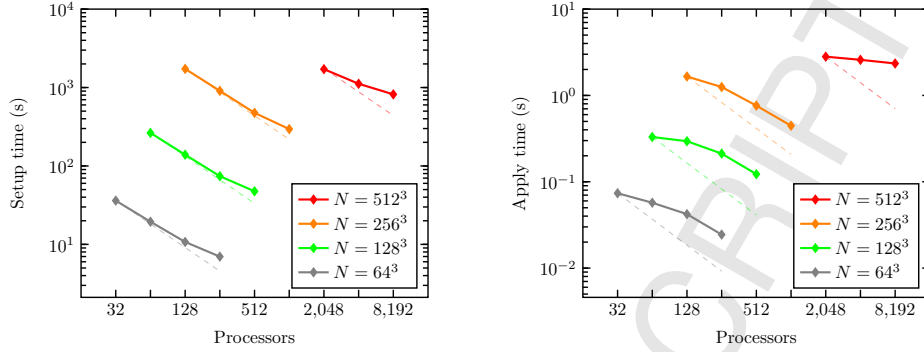 10^4
10^3
10^2
10^1
Setup time (s)
32 128 512 2,048 8,192
Processors
N = 512^3
N = 256^3
N = 128^3
N = 64^3
10^1
10^0
10^-1
10^-2
Apply time (s)
32 128 512 2,048 8,192
Processors
N = 512^3
N = 256^3
N = 128^3
N = 64^3
CRIPT